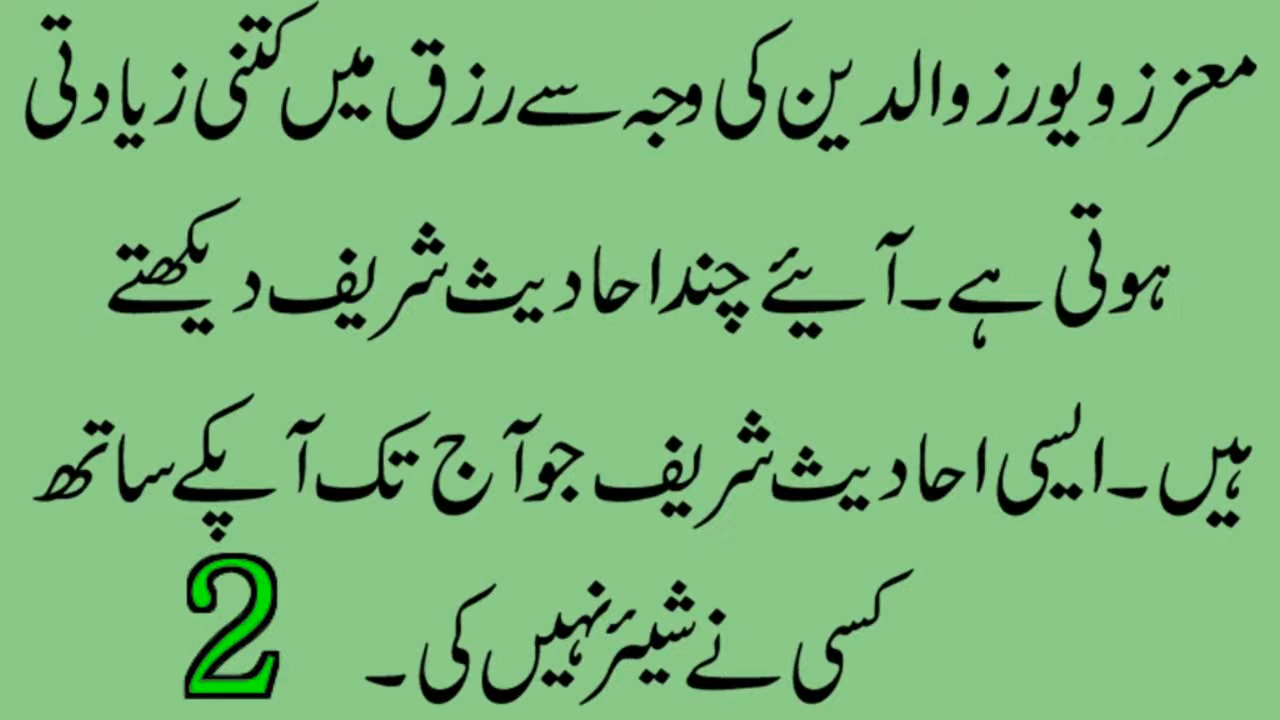 معزز ویورز والدین کی وجہ سے رزق میں کتنی زیادتی
ہوتی ہے۔ آیئے چند احادیث شریف دیکھتے
ہیں۔ ایسی احادیث شریف جو آج تک آپکے ساتھ
کسی نے شیئر نہیں کی۔ 2